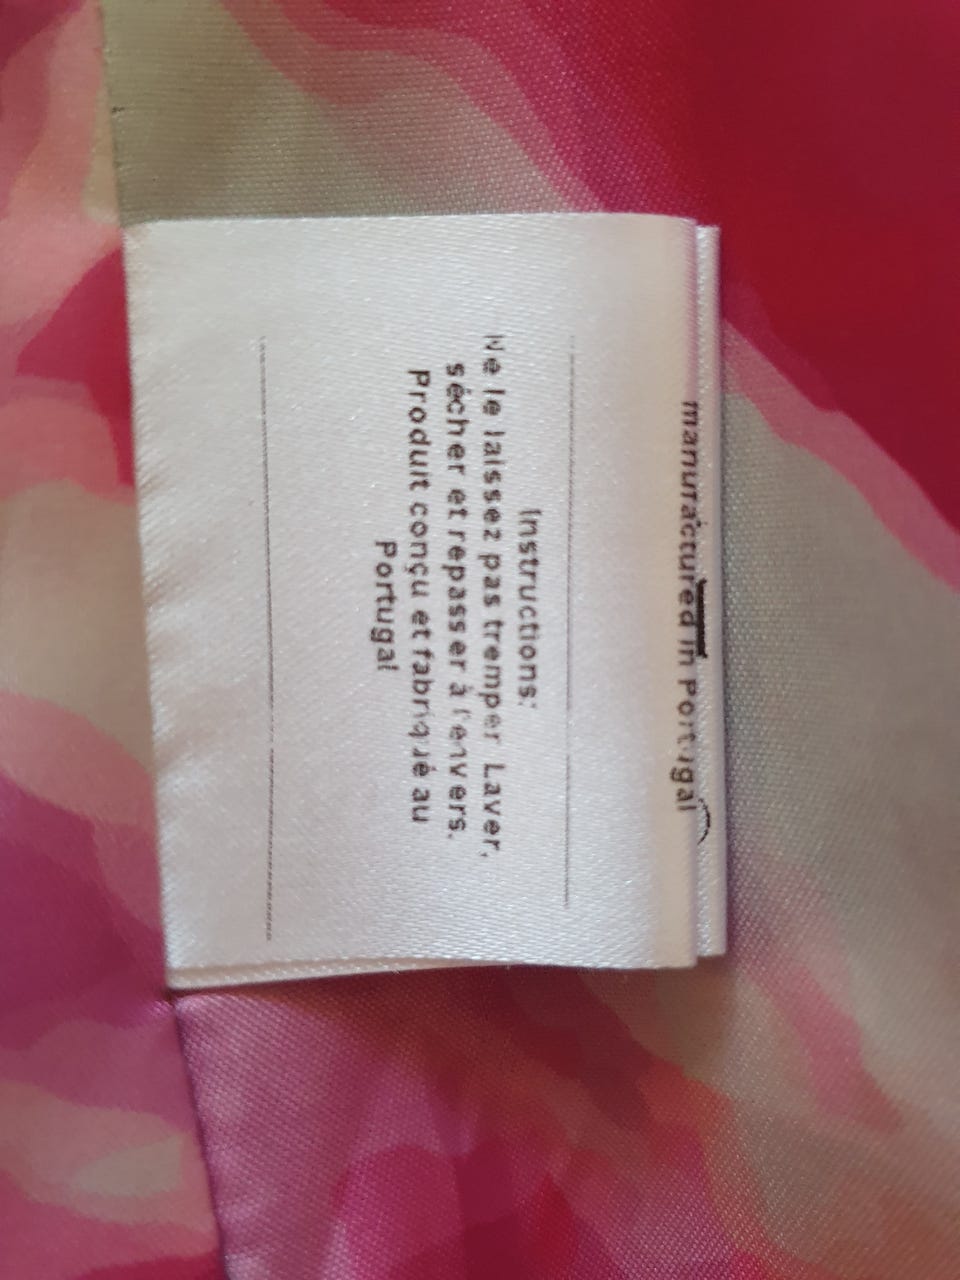 manufactured in Portugal
Instructions:
Ne le laissez pas tremper Laver,
sécher et repasser à l'envers.
Produit conçu et fabriqué au
Portugal